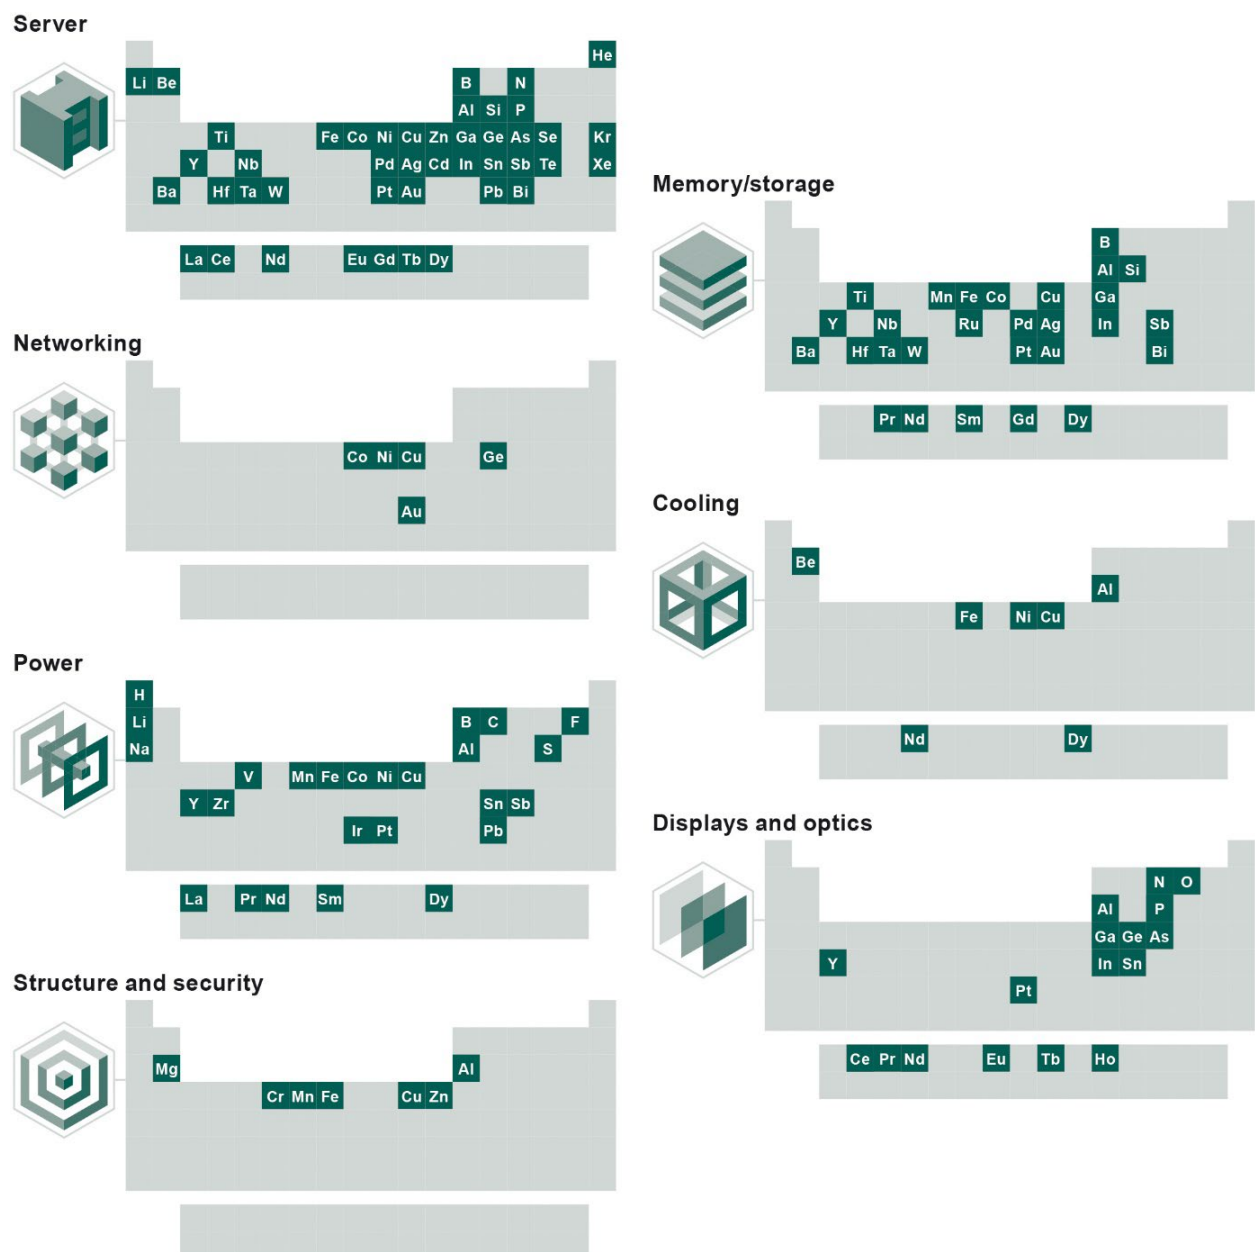 Server
He
Li Be B N
Al Si P
Ti Fe Co Ni Cu Zn Ga Ge As Se Kr
Y Nb Pd Ag Cd In Sn Sb Te Xe
Ba Hf Ta W Pt Au Pb Bi
La Ce Nd Eu Gd Tb Dy
Memory/storage
B
Al Si
Ti Mn Fe Co Cu Ga
Y Nb Ru Pd Ag In Sb
Ba Hf Ta W Pt Au Bi
Pr Nd Sm Gd Dy
Networking
Co Ni Cu Ge
Au
Cooling
Be
Al
Fe Ni Cu
Nd Dy
Power
H
Li B C F
Na Al S
V Mn Fe Co Ni Cu
Y Zr Sn Sb
Ir Pt Pb
La Pr Nd Sm Dy
Displays and optics
N O
Al P
Ga Ge As
Y In Sn
Pt
Ce Pr Nd Eu Tb Ho
Structure and security
Mg Al
Cr Mn Fe Cu Zn